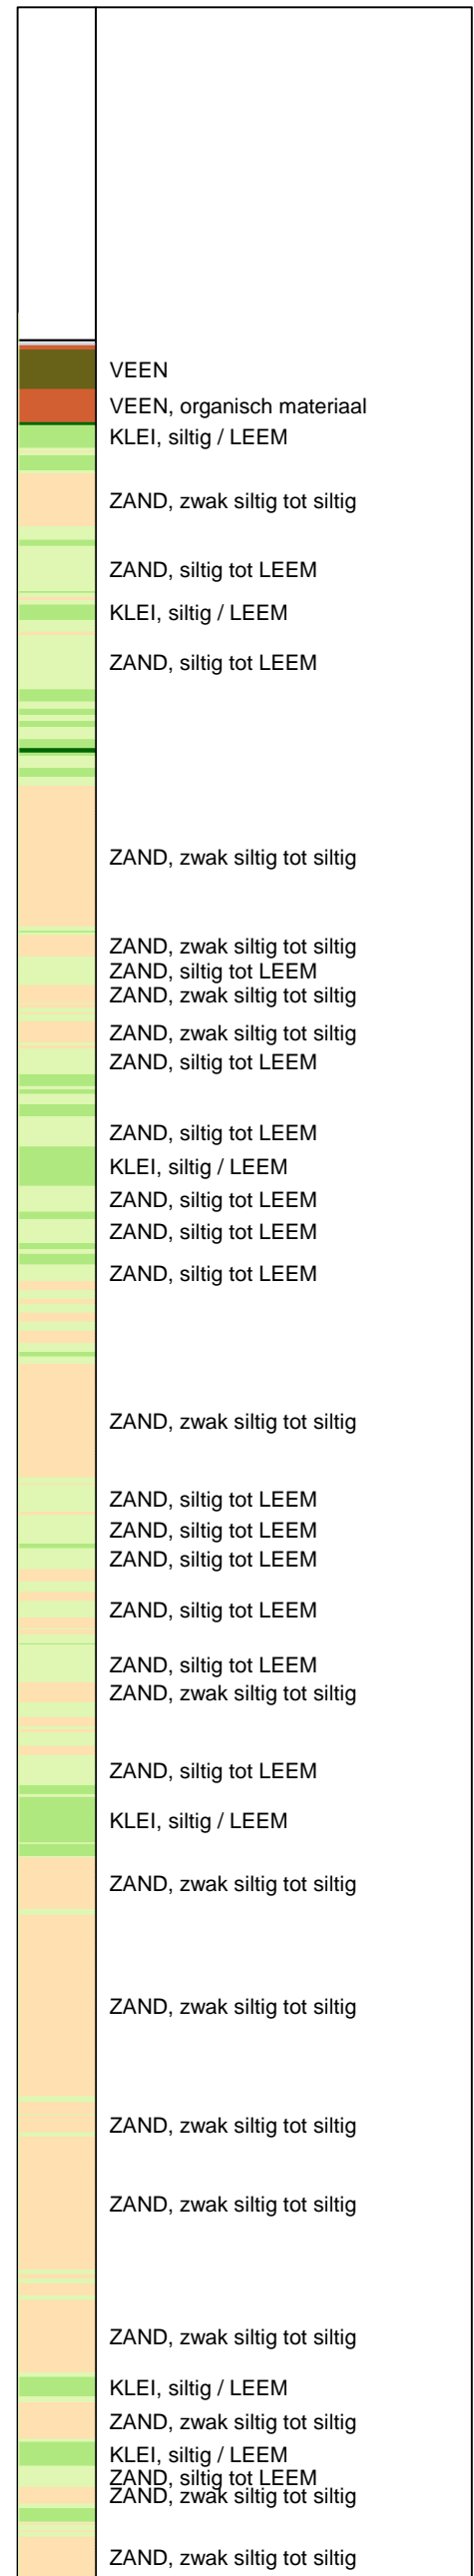 VEEN
VEEN, organisch materiaal
KLEI, siltig / LEEM
ZAND, zwak siltig tot siltig
ZAND, siltig tot LEEM
KLEI, siltig / LEEM
ZAND, siltig tot LEEM
ZAND, zwak siltig tot siltig
ZAND, zwak siltig tot siltig
ZAND, siltig tot LEEM
ZAND, zwak siltig tot siltig
ZAND, zwak siltig tot siltig
ZAND, siltig tot LEEM
ZAND, siltig tot LEEM
KLEI, siltig / LEEM
ZAND, siltig tot LEEM
ZAND, siltig tot LEEM
ZAND, siltig tot LEEM
ZAND, zwak siltig tot siltig
ZAND, siltig tot LEEM
ZAND, siltig tot LEEM
ZAND, siltig tot LEEM
ZAND, siltig tot LEEM
ZAND, siltig tot LEEM
ZAND, zwak siltig tot siltig
ZAND, siltig tot LEEM
KLEI, siltig / LEEM
ZAND, zwak siltig tot siltig
ZAND, zwak siltig tot siltig
ZAND, zwak siltig tot siltig
ZAND, zwak siltig tot siltig
ZAND, zwak siltig tot siltig
KLEI, siltig / LEEM
ZAND, zwak siltig tot siltig
KLEI, siltig / LEEM
ZAND, siltig tot LEEM
ZAND, zwak siltig tot siltig
ZAND, zwak siltig tot siltig